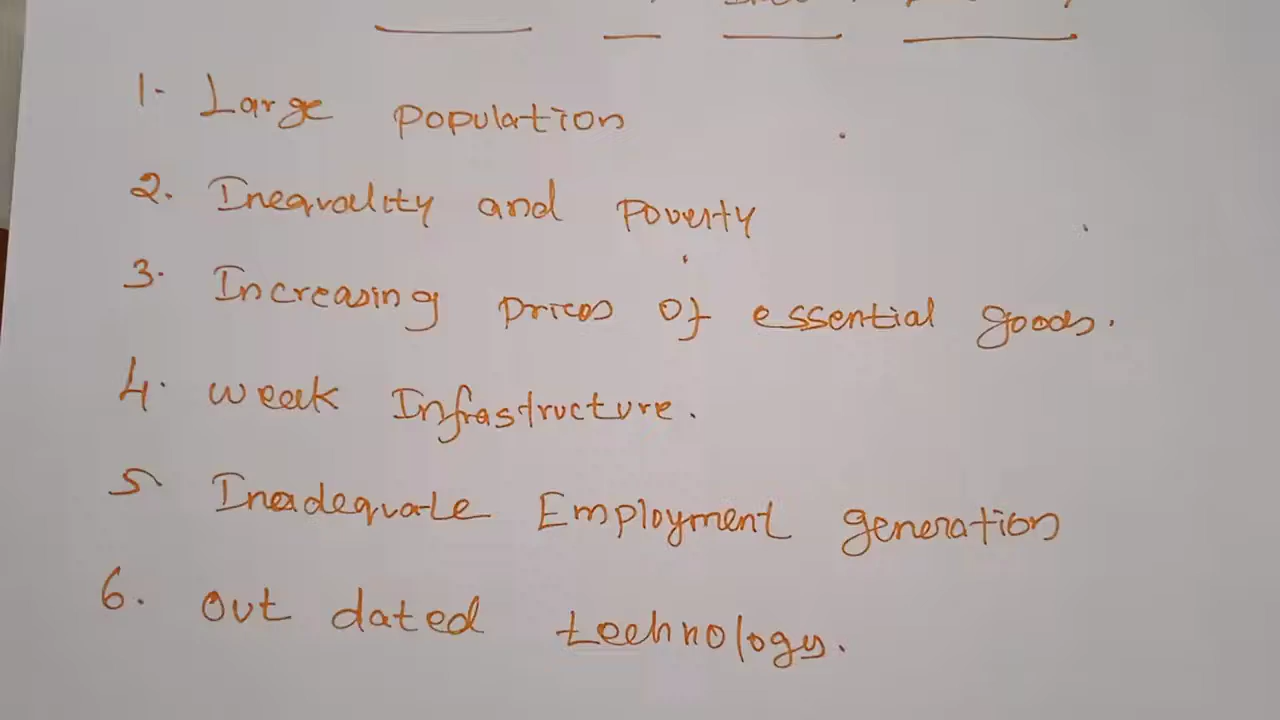 1. Large population
2. Inequality and Poverty
3. Increasing prices of essential goods.
4. weak Infrastructure.
5. Inadequate Employment generation
6. out dated technology.